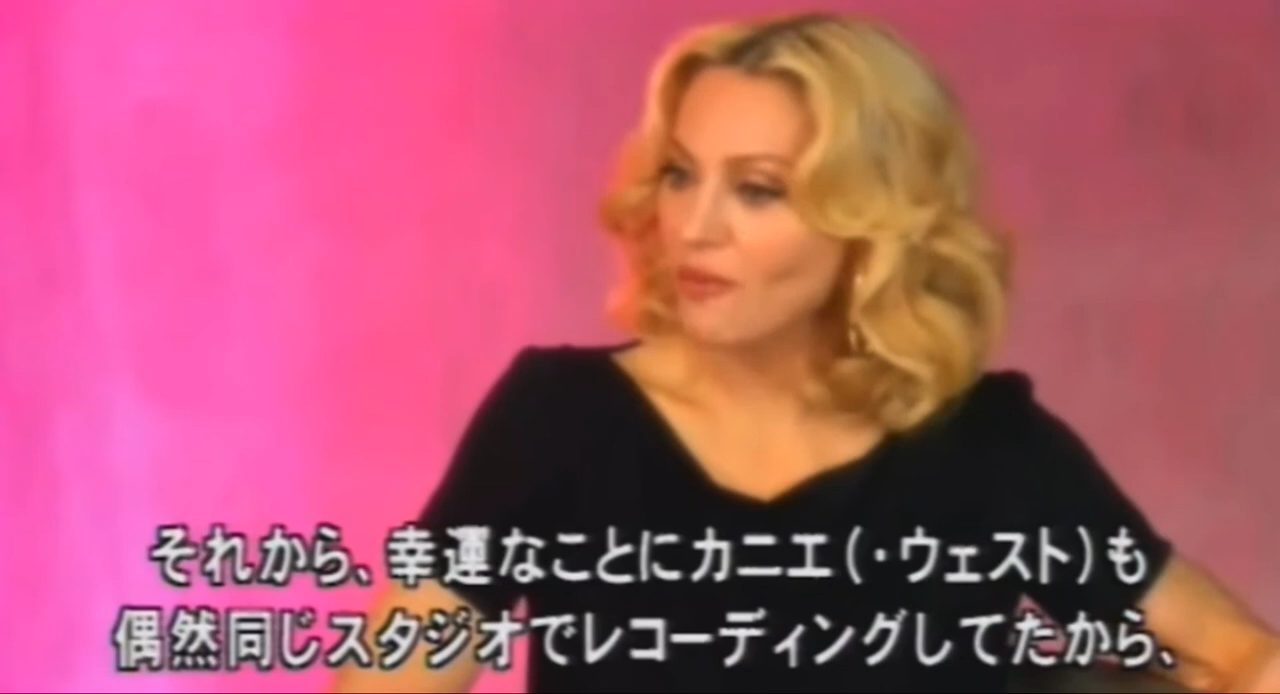 それから、幸運なことにカニエ(・ウェスト)も
偶然同じスタジオでレコーディングしてたから、